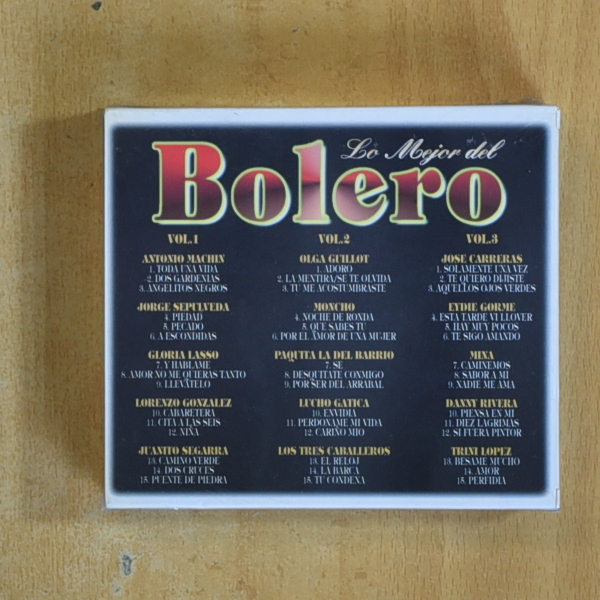 Lo Mejor del
Bolero
VOL.1
ANTONIO MACHIN
1. TODA UNA VIDA
2. DOS GARDENIAS
3. ANGELITOS NEGROS
JORGE SEPULVEDA
4. PIEDAD
5. PECADO
6. A ESCONDIDAS
GLORIA LASSO
7. Y HABLAME
8. AMOR NO ME QUIERAS TANTO
9. LLEVATELO
LORENZO GONZALEZ
10. CABARETERA
11. CITA A LAS SEIS
12. NIÑA
JUANITO SEGARRA
13. CAMINO VERDE
14. DOS CRUCES
15. PUENTE DE PIEDRA
VOL.2
OLGA GUILLOT
1. ADORO
2. LA MENTIRA/SE TE OLVIDA
3. TU ME ACOSTUMBRASTE
MONCHO
4. NOCHE DE RONDA
5. QUE SABES TU
6. POR EL AMOR DE UNA MUJER
PAQUITA LA DEL BARRIO
7. SE
8. DESQUITATE CONMIGO
9. POR SER DEL ARRABAL
LUCHO GATICA
10. ENVIDIA
11. PERDONAME MI VIDA
12. CARIÑO MIO
LOS TRES CABALLEROS
13. EL RELOJ
14. LA BARCA
15. TU CONDENA
VOL.3
JOSE CARRERAS
1. SOLAMENTE UNA VEZ
2. TE QUIERO DIJISTE
3. AQUELLOS OJOS VERDES
EYDIE GORME
4. ESTA TARDE VI LLOVER
5. HAY MUY POCOS
6. TE SIGO AMANDO
MINA
7. CAMINEMOS
8. SABOR A MI
9. NADIE ME AMA
DANNY RIVERA
10. PIENSA EN MI
11. DIEZ LAGRIMAS
12. SI FUERA PINTOR
TRINI LOPEZ
13. BESAME MUCHO
14. AMOR
15. PERFIDIA